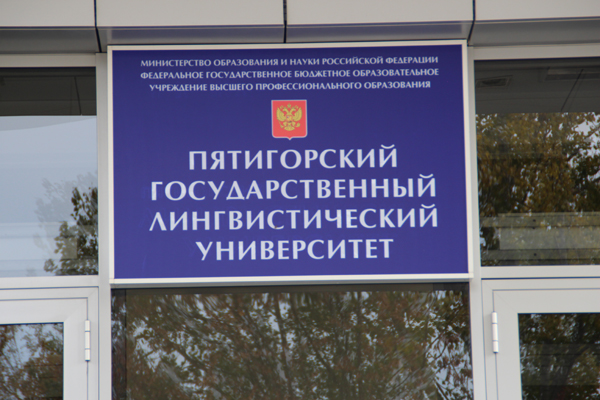 МИНИСТЕРСТВО ОБРАЗОВАНИЯ И НАУКИ РОССИЙСКОЙ ФЕДЕРАЦИИ
ФЕДЕРАЛЬНОЕ ГОСУДАРСТВЕННОЕ БЮДЖЕТНОЕ ОБРАЗОВАТЕЛЬНОЕ
УЧРЕЖДЕНИЕ ВЫСШЕГО ПРОФЕССИОНАЛЬНОГО ОБРАЗОВАНИЯ
ПЯТИГОРСКИЙ
ГОСУДАРСТВЕННЫЙ
ЛИНГВИСТИЧЕСКИЙ
УНИВЕРСИТЕТ